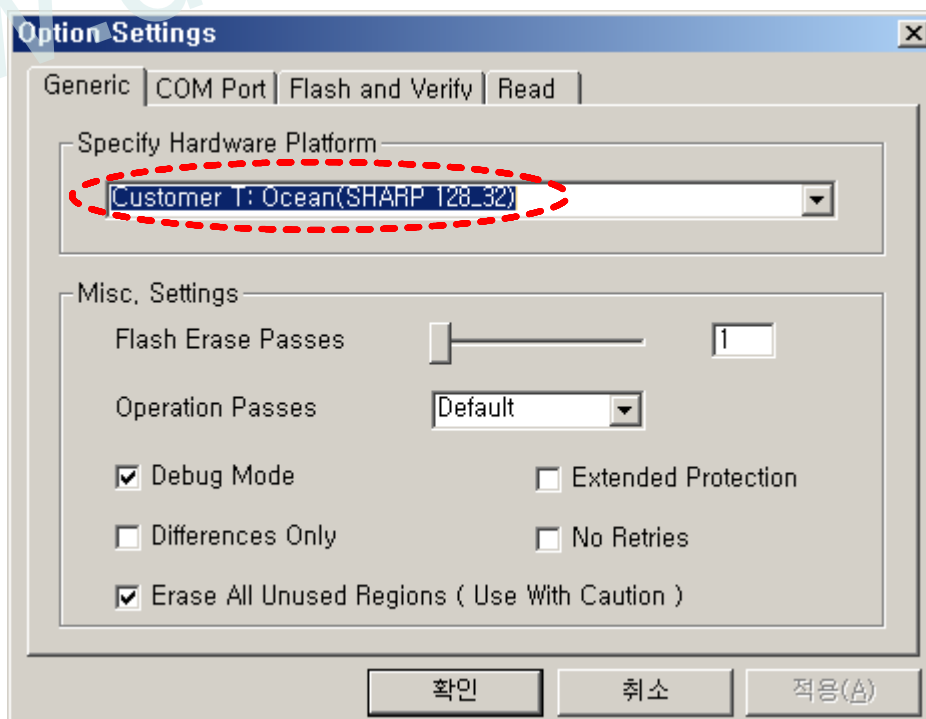 Option Settings
Generic COM Port Flash and Verify Read
Specify Hardware Platform
Customer T: Ocean(SHARP 128_32)
Misc. Settings
Flash Erase Passes 1
Operation Passes Default
Debug Mode Extended Protection
Differences Only No Retries
Erase All Unused Regions ( Use With Caution )
확인 취소 적용(A)